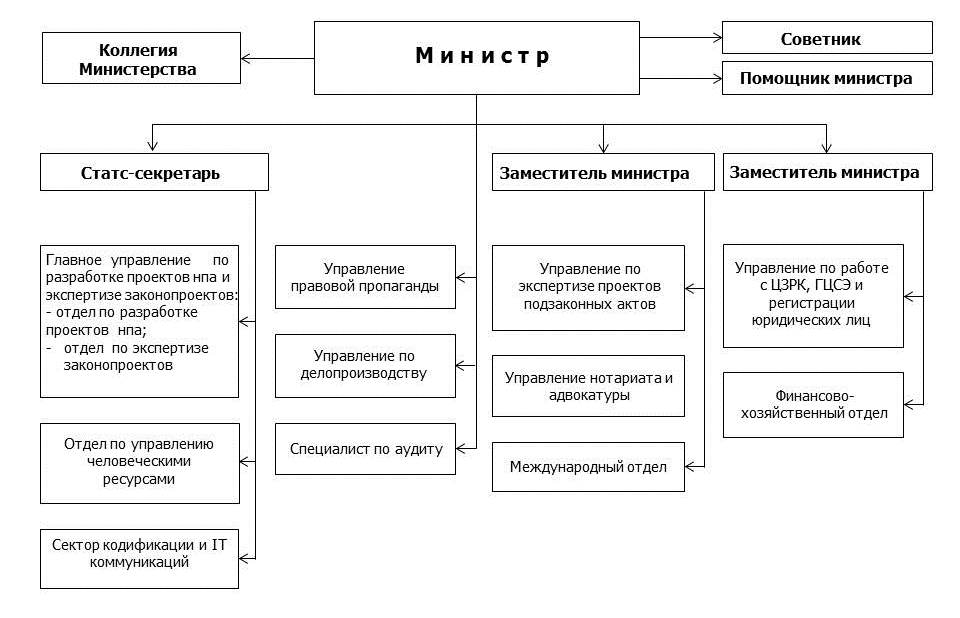 Коллегия
Министерства
Министр
Советник
Помощник министра
Статс-секретарь
Заместитель министра
Заместитель министра
Главное управление по
разработке проектов нпа и
экспертизе законопроектов:
- отдел по разработке
проектов нпа;
- отдел по экспертизе
законопроектов
Отдел по управлению
человеческими
ресурсами
Сектор кодификации и IT
коммуникаций
Управление
правовой пропаганды
Управление по
делопроизводству
Специалист по аудиту
Управление по
экспертизе проектов
подзаконных актов
Управление нотариата и
адвокатуры
Международный отдел
Управление по работе
с ЦЗРК, ГЦСЭ и
регистрации
юридических лиц
Финансово-
хозяйственный отдел